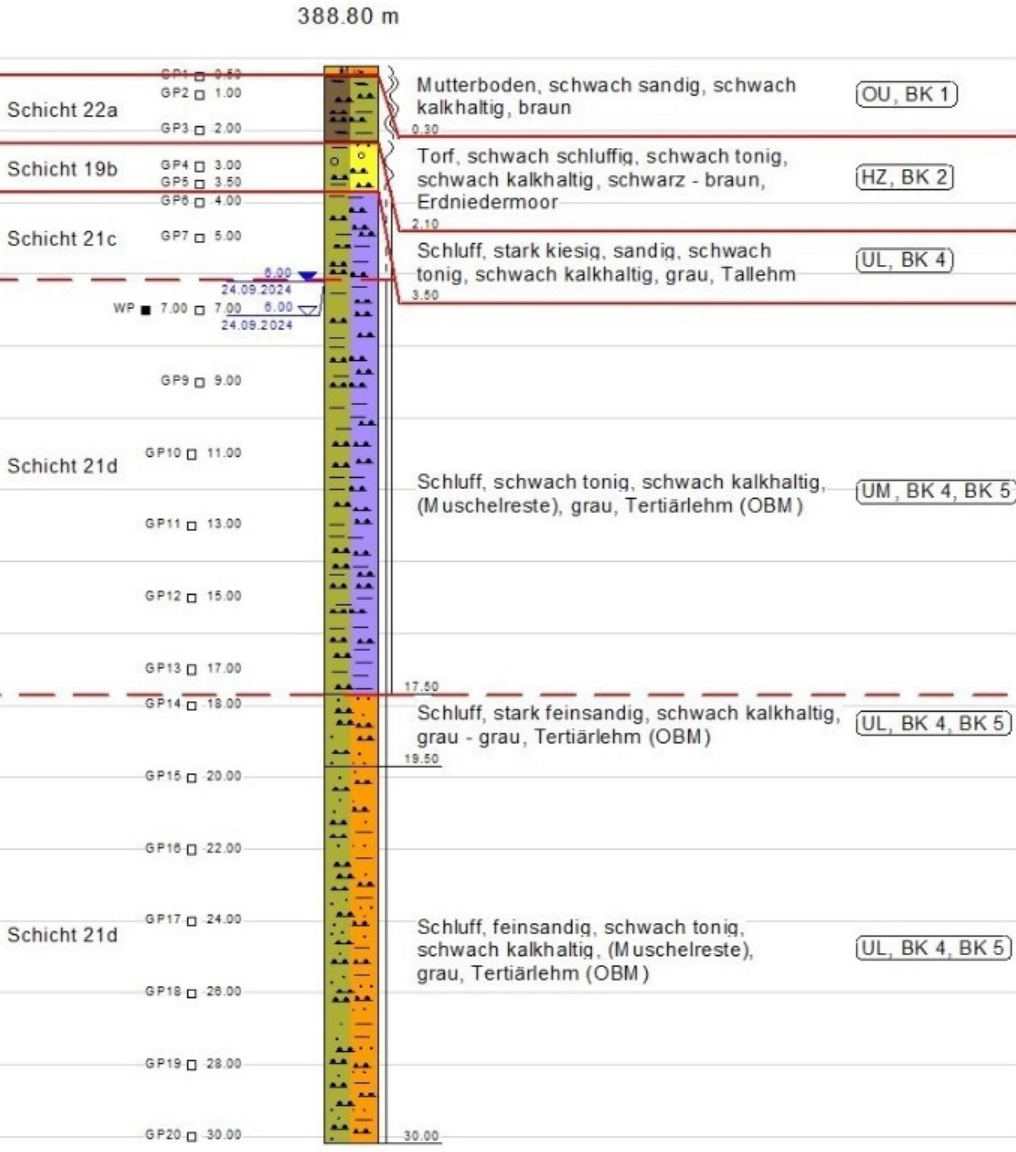 388.80 m
GP1 0.50
Schicht 22a
GP2 1.00
GP3 2.00
Mutterboden, schwach sandig, schwach
kalkhaltig, braun
OU, BK 1
0.30
Schicht 19b
GP4 3.00
GP5 3.50
GP6 4.00
Torf, schwach schluffig, schwach tonig,
schwach kalkhaltig, schwarz - braun,
Erdniedermoor
HZ, BK 2
2.10
Schicht 21c
GP7 5.00
Schluff, stark kiesig, sandig, schwach
tonig, schwach kalkhaltig, grau, Tallehm
UL, BK 4
3.50
6.00
24.09.2024
WP 7.00 7.00 6.00
24.09.2024
GP9 9.00
Schicht 21d
GP10 11.00
GP11 13.00
GP12 15.00
GP13 17.00
Schluff, schwach tonig, schwach kalkhaltig,
(Muschelreste), grau, Tertiärlehm (OBM)
UM, BK 4, BK 5
17.50
GP14 18.00
Schluff, stark feinsandig, schwach kalkhaltig,
grau - grau, Tertiärlehm (OBM)
UL, BK 4, BK 5
19.50
GP15 20.00
GP16 22.00
GP17 24.00
Schicht 21d
GP18 26.00
GP19 28.00
GP20 30.00
Schluff, feinsandig, schwach tonig,
schwach kalkhaltig, (Muschelreste),
grau, Tertiärlehm (OBM)
UL, BK 4, BK 5
30.00